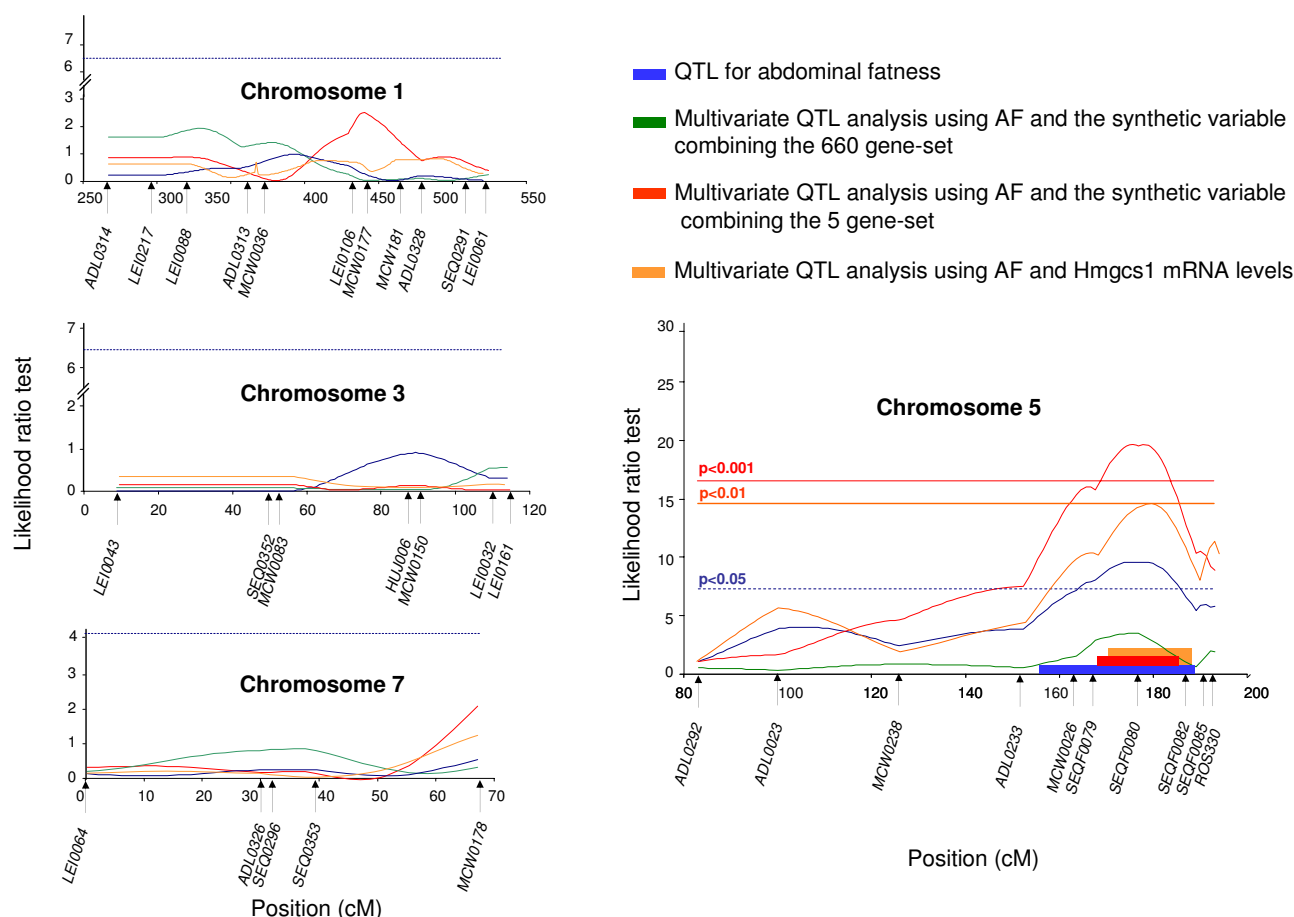 7
6
3
2
1
0
Chromosome 1
250 300 350 400 450 500 550
ADL0314
LEI0217
LEI0088
ADL0313
MCW0036
LEI0106
MCW0177
MCW181
ADL0328
SEQ0291
LEI0061
QTL for abdominal fatness
Multivariate QTL analysis using AF and the synthetic variable
combining the 660 gene-set
Multivariate QTL analysis using AF and the synthetic variable
combining the 5 gene-set
Multivariate QTL analysis using AF and Hmgcs1 mRNA levels
Likelihood ratio test
7
6
2
1
0
Chromosome 3
0 20 40 60 80 100 120
LEI0043
SEQ0352
MCW0083
HUJ006
MCW0150
LEI0032
LEI0161
4
3
2
1
0
Chromosome 7
0 10 20 30 40 50 60 70
LEI0064
ADL0326
SEQ0296
SEQ0353
MCW0178
Position (cM)
Likelihood ratio test
30
25
20
15
10
5
0
Chromosome 5
p<0.001
p<0.01
p<0.05
80 100 120 140 160 180 200
ADL0292
ADL0023
MCW0238
ADL0233
MCW0026
SEQF0079
SEQF0080
SEQF0082
SEQF0085
ROS330
Position (cM)